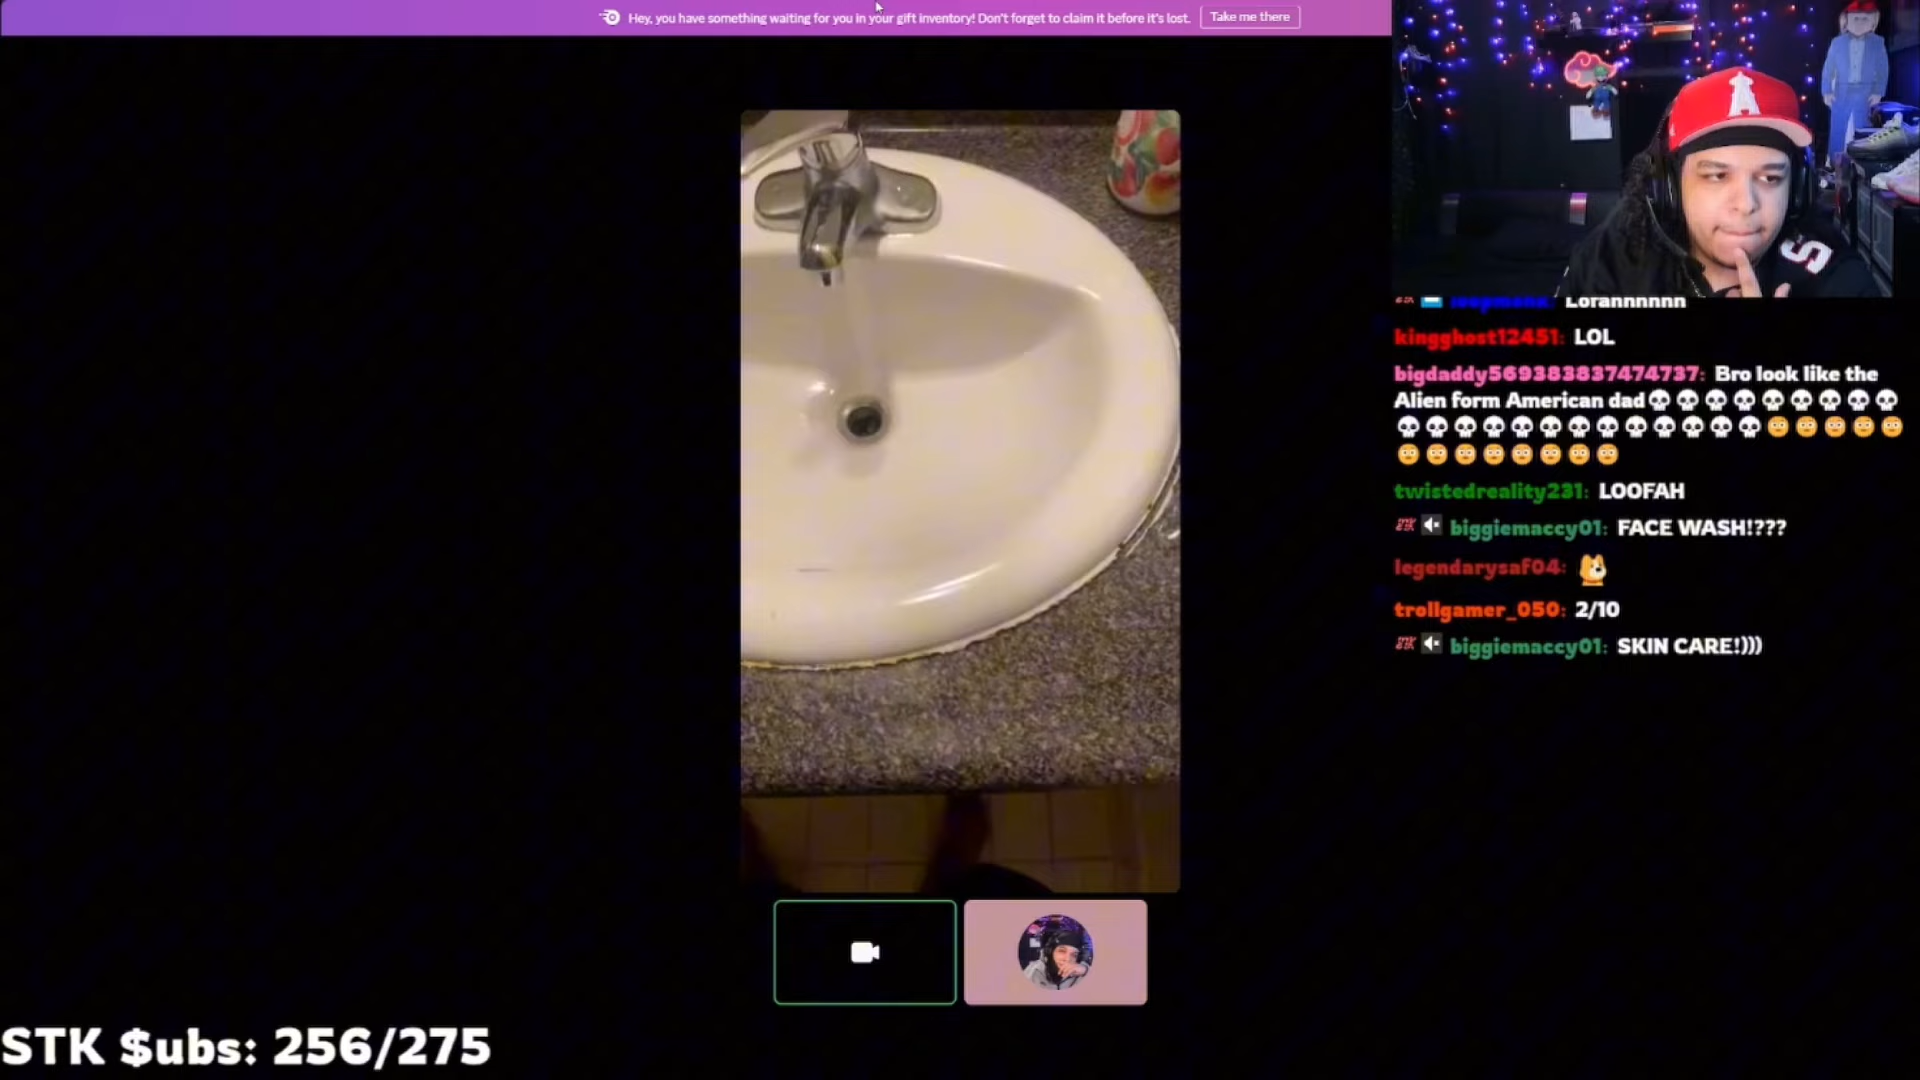 Hey, you have something waiting for you in your gift inventory! Don't forget to claim it before it's lost.
Take me there
A
5
Lorannnnnn
kingghost12451: LOL
bigdaddy569383837474737: Bro look like the
Alien form American dad💀💀💀💀💀💀💀💀💀
💀💀💀💀💀💀💀💀💀💀💀💀💀😳😳😳😳😳
😳😳😳😳😳😳😳😳
twistedreality231: LOOFAH
biggiemaccy01: FACE WASH!???
legendarysaf04:
trollgamer_050: 2/10
biggiemaccy01: SKIN CARE!)))
STK $ubs: 256/275